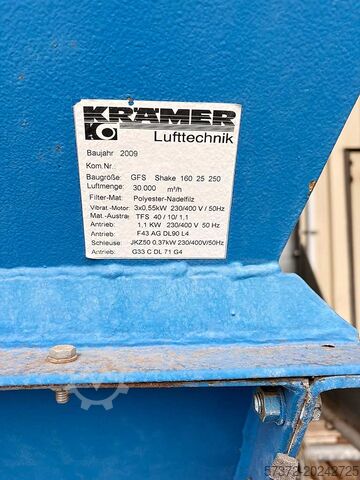 KRÄMER
Lufttechnik
Baujahr 2009
Kom.Nr.
Baugröße: GFS Shake 160 25 250
Luftmenge: 30.000 m³/h
Filter-Mat: Polyester-Nadelfilz
Vibrat.-Motor: 3x0,55kW 230/400 V / 50Hz
Mat.-Austrag TFS 40 / 10 / 1,1
Antrieb: 1,1 KW 230/400 V 50 Hz
Antrieb: F43 AG DL90 L4
Schleuse: JKZ50 0,37kW 230/400V/50Hz
Antrieb: G33 C DL 71 G4
57372-20242725